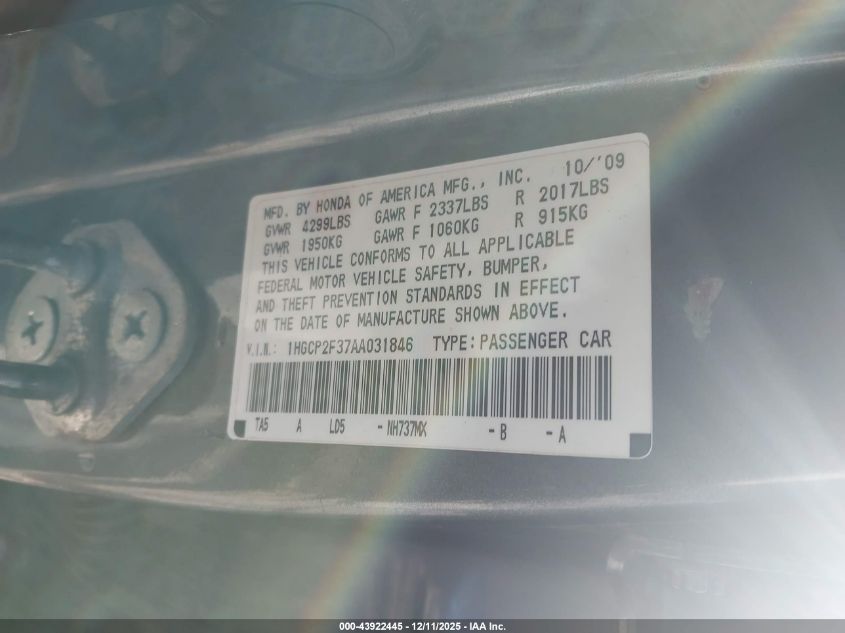 MFD. BY HONDA OF AMERICA MFG., INC. 10/'09
GVWR 4299LBS GAWR F 2337LBS R 2017LBS
GVWR 1950KG GAWR F 1060KG R 915KG
THIS VEHICLE CONFORMS TO ALL APPLICABLE
FEDERAL MOTOR VEHICLE SAFETY, BUMPER,
AND THEFT PREVENTION STANDARDS IN EFFECT
ON THE DATE OF MANUFACTURE SHOWN ABOVE.
V.I.N.: 1HGCP2F37AA031846 TYPE: PASSENGER CAR
TA5 A LD5 - NH737MX - B - A
000-43922445 - 12/11/2025 - IAA Inc.